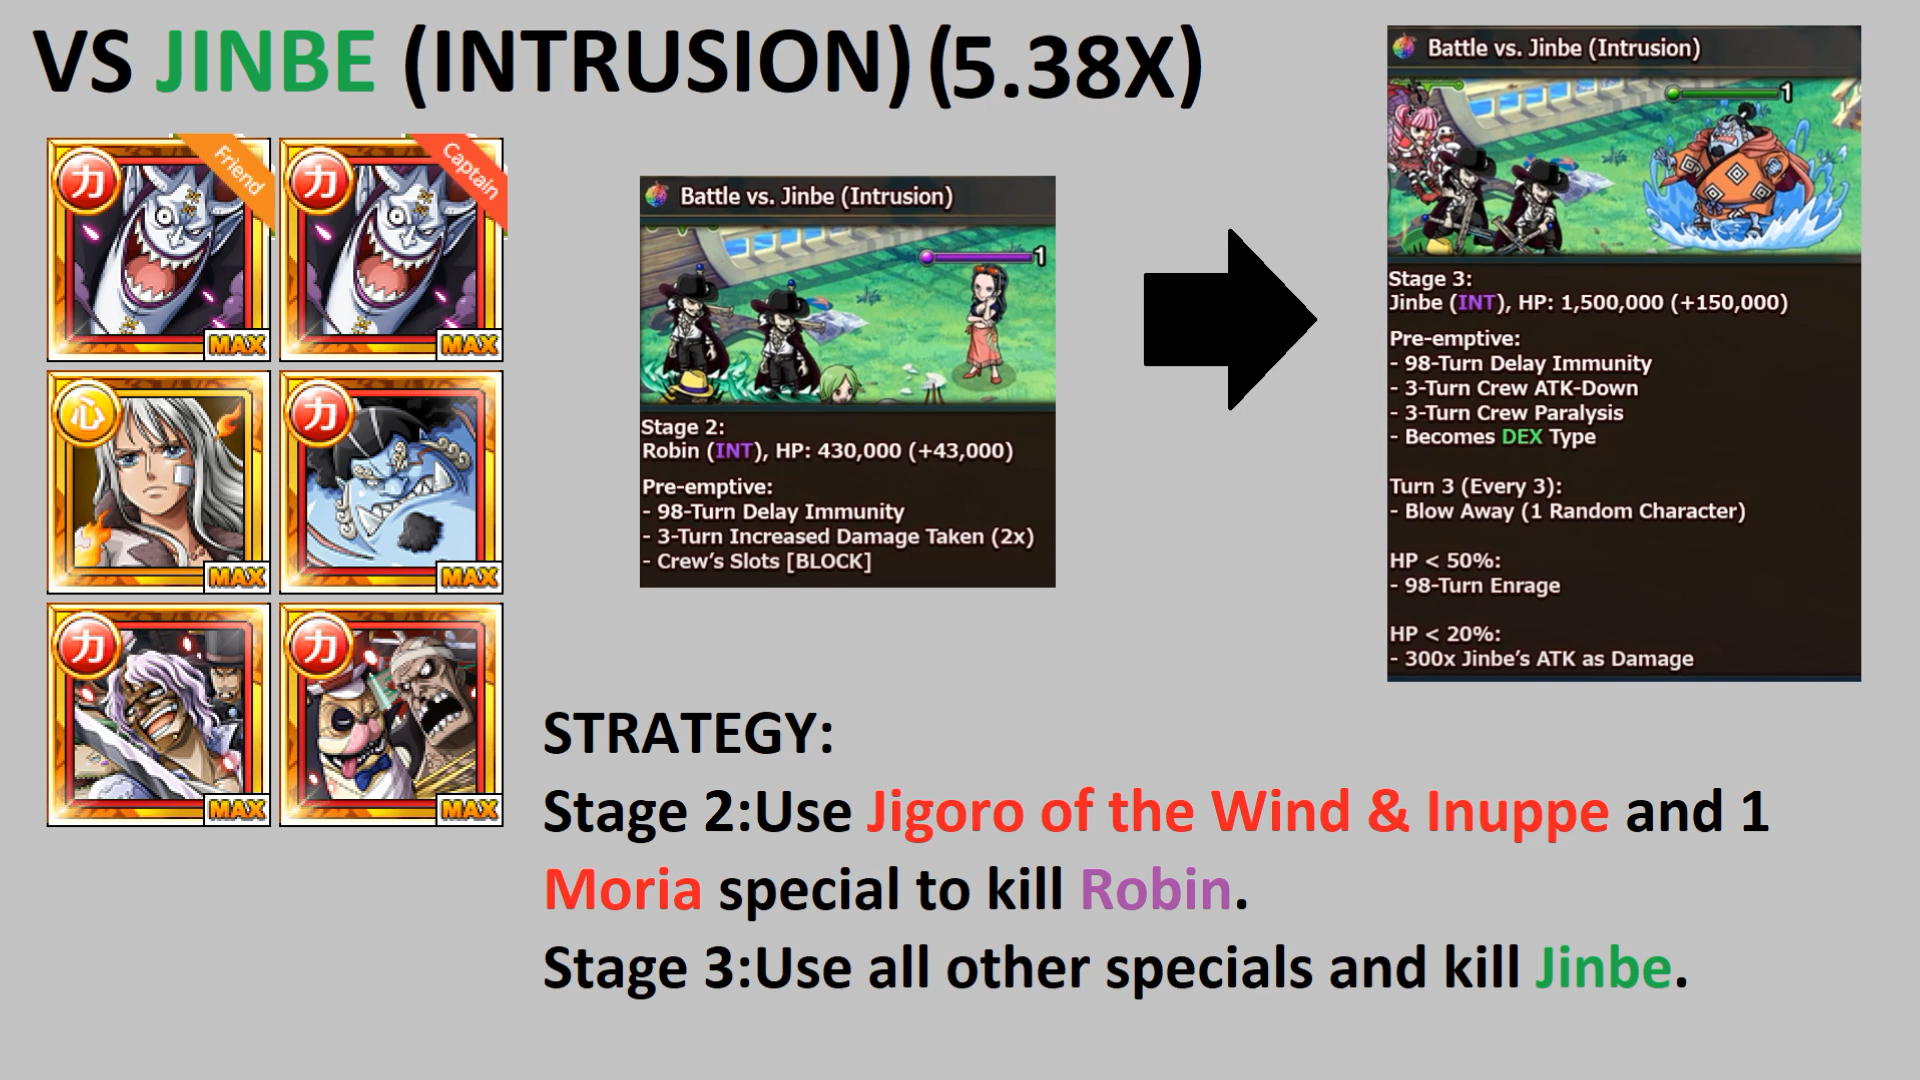 VS JINBE (INTRUSION) (5.38X)
力
Friend
MAX
力
Captain
MAX
心
MAX
力
MAX
力
MAX
力
MAX
Battle vs. Jinbe (Intrusion)
1
Stage 2:
Robin (INT), HP: 430,000 (+43,000)
Pre-emptive:
- 98-Turn Delay Immunity
- 3-Turn Increased Damage Taken (2x)
- Crew's Slots [BLOCK]
Battle vs. Jinbe (Intrusion)
1
Stage 3:
Jinbe (INT), HP: 1,500,000 (+150,000)
Pre-emptive:
- 98-Turn Delay Immunity
- 3-Turn Crew ATK-Down
- 3-Turn Crew Paralysis
- Becomes DEX Type
Turn 3 (Every 3):
- Blow Away (1 Random Character)
HP < 50%:
- 98-Turn Enrage
HP < 20%:
- 300x Jinbe's ATK as Damage
STRATEGY:
Stage 2:Use Jigoro of the Wind & Inuppe and 1
Moria special to kill Robin.
Stage 3:Use all other specials and kill Jinbe.